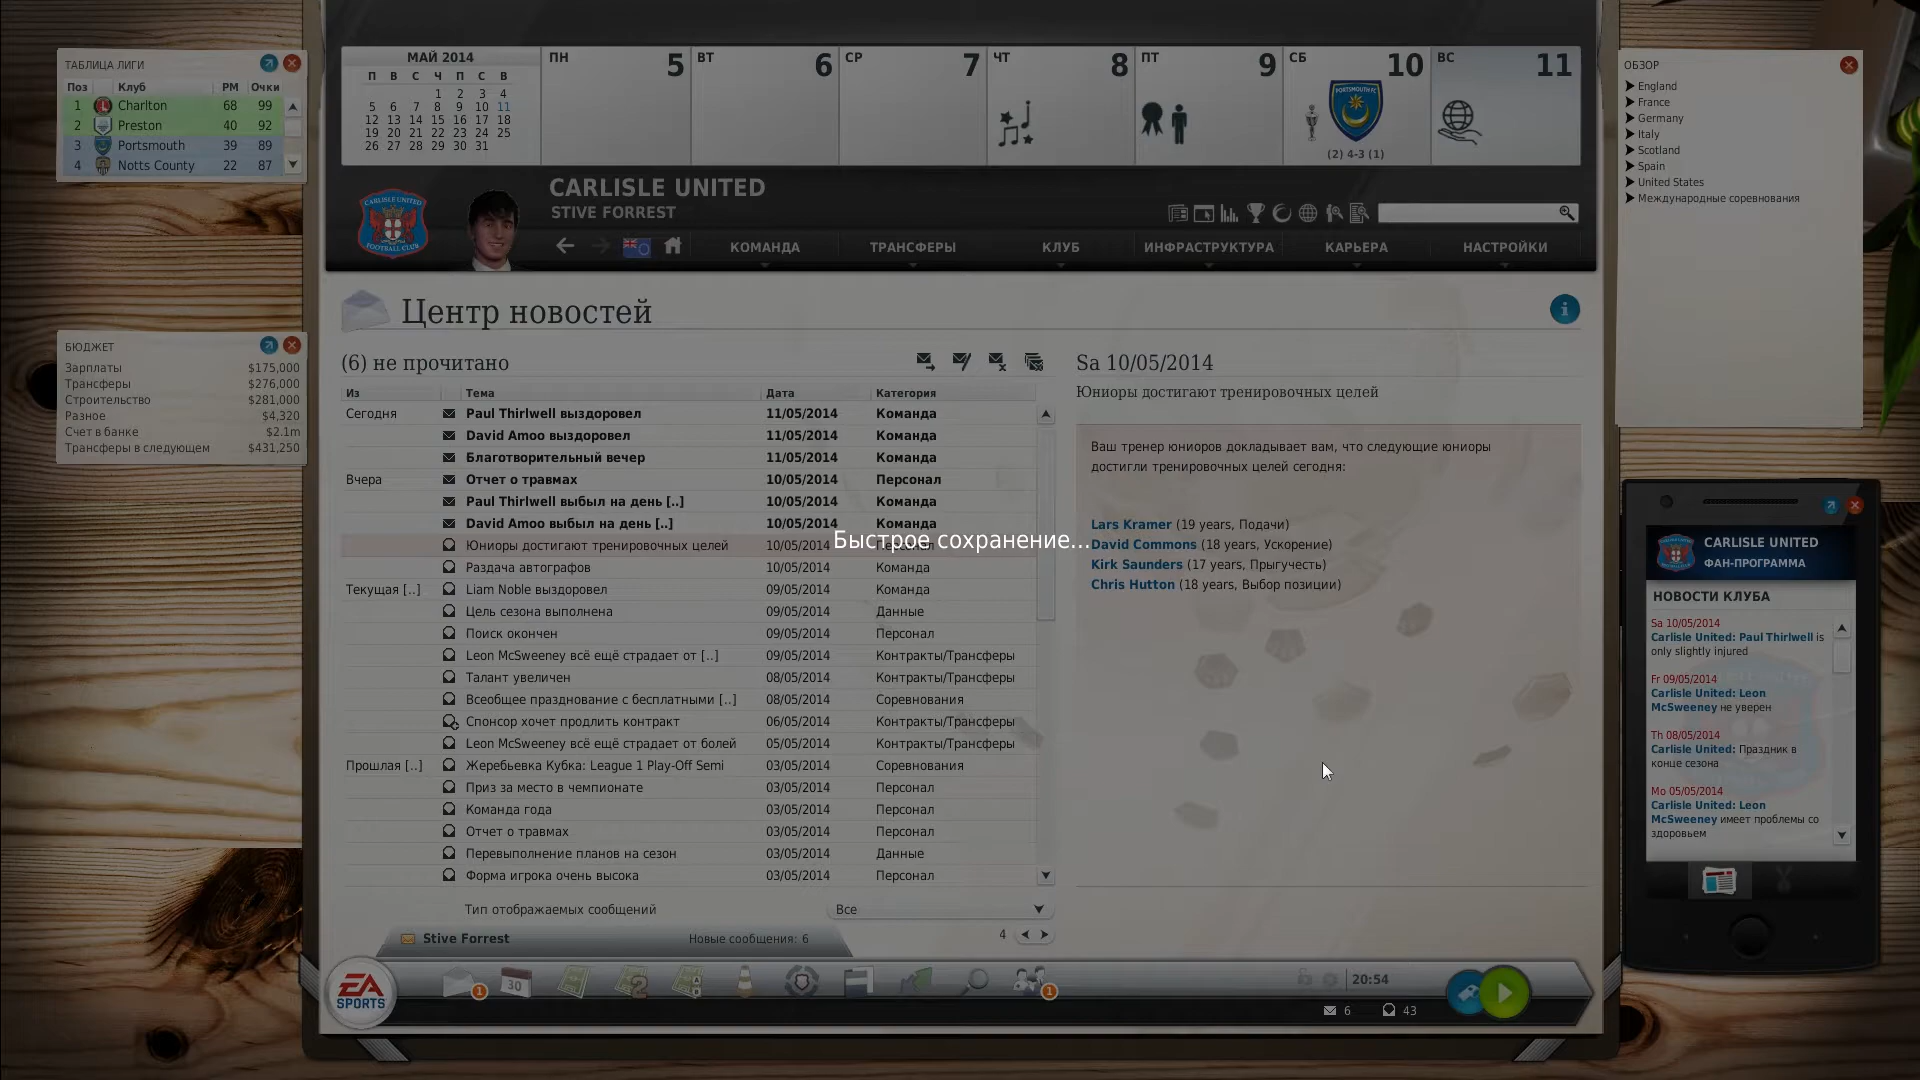 ТАБЛИЦА ЛИГИ
Поз Клуб РМ Очки
1 Charlton 68 99
2 Preston 40 92
3 Portsmouth 39 89
4 Notts County 22 87
БЮДЖЕТ
Зарплаты $175,000
Трансферы $276,000
Строительство $281,000
Разное $4,320
Счет в банке $2.1m
Трансферы в следующем $431,250
МАЙ 2014
П В С Ч П С В
1 2 3 4
5 6 7 8 9 10 11
12 13 14 15 16 17 18
19 20 21 22 23 24 25
26 27 28 29 30 31
ПН 5
ВТ 6
СР 7
ЧТ 8
ПТ 9
СБ 10
PORTSMOUTH FC
(2) 4-3 (1)
ВС 11
CARLISLE UNITED
FOOTBALL CLUB
CARLISLE UNITED
STIVE FORREST
КОМАНДА ТРАНСФЕРЫ КЛУБ ИНФРАСТРУКТУРА КАРЬЕРА НАСТРОЙКИ
Центр новостей
(6) не прочитано
Из Тема Дата Категория
Сегодня Paul Thirlwell выздоровел 11/05/2014 Команда
David Amoo выздоровел 11/05/2014 Команда
Благотворительный вечер 11/05/2014 Команда
Вчера Отчет о травмах 10/05/2014 Персонал
Paul Thirlwell выбыл на день [..] 10/05/2014 Команда
David Amoo выбыл на день [..] 10/05/2014 Команда
Юниоры достигают тренировочных целей 10/05/2014 Персонал
Раздача автографов 10/05/2014 Команда
Текущая [..] Liam Noble выздоровел 09/05/2014 Команда
Цель сезона выполнена 09/05/2014 Данные
Поиск окончен 09/05/2014 Персонал
Leon McSweeney всё ещё страдает от [..] 09/05/2014 Контракты/Трансферы
Талант увеличен 08/05/2014 Контракты/Трансферы
Всеобщее празднование с бесплатными [..] 08/05/2014 Соревнования
Спонсор хочет продлить контракт 06/05/2014 Контракты/Трансферы
Leon McSweeney всё ещё страдает от болей 05/05/2014 Контракты/Трансферы
Прошлая [..] Жеребьевка Кубка: League 1 Play-Off Semi 03/05/2014 Соревнования
Приз за место в чемпионате 03/05/2014 Персонал
Команда года 03/05/2014 Персонал
Отчет о травмах 03/05/2014 Персонал
Перевыполнение планов на сезон 03/05/2014 Данные
Форма игрока очень высока 03/05/2014 Персонал
Быстрое сохранение...
Тип отображаемых сообщений Все
4
Stive Forrest Новые сообщения: 6
Sa 10/05/2014
Юниоры достигают тренировочных целей
Ваш тренер юниоров докладывает вам, что следующие юниоры
достигли тренировочных целей сегодня:
Lars Kramer (19 years, Подачи)
David Commons (18 years, Ускорение)
Kirk Saunders (17 years, Прыгучесть)
Chris Hutton (18 years, Выбор позиции)
EA
SPORTS
1
30
2
1
20:54
6 43
ОБЗОР
England
France
Germany
Italy
Scotland
Spain
United States
Международные соревнования
CARLISLE UNITED
ФАН-ПРОГРАММА
НОВОСТИ КЛУБА
Sa 10/05/2014
Carlisle United: Paul Thirlwell is
only slightly injured
Fr 09/05/2014
Carlisle United: Leon
McSweeney не уверен
Th 08/05/2014
Carlisle United: Праздник в
конце сезона
Mo 05/05/2014
Carlisle United: Leon
McSweeney имеет проблемы со
здоровьем